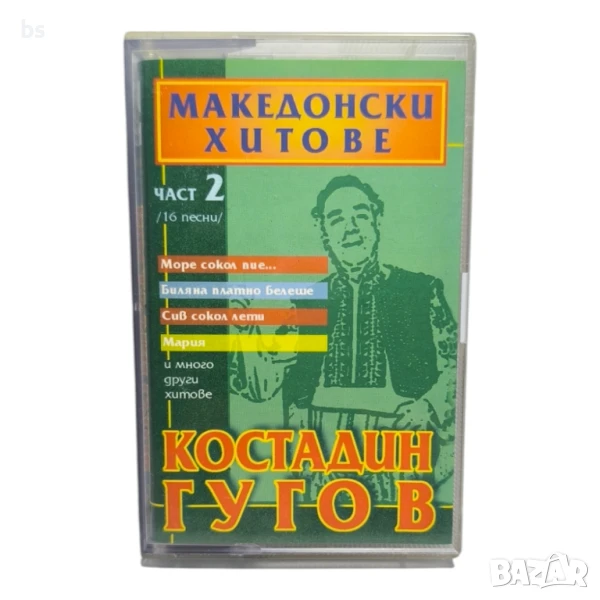 bs
МАКЕДОНСКИ
ХИТОВЕ
ЧАСТ 2
/16 песни/
Море сокол пие...
Биляна платно белеше
Сив сокол лети
Мария
и много
други
хитове
КОСТАДИН
ГУГОВ
BAZAR